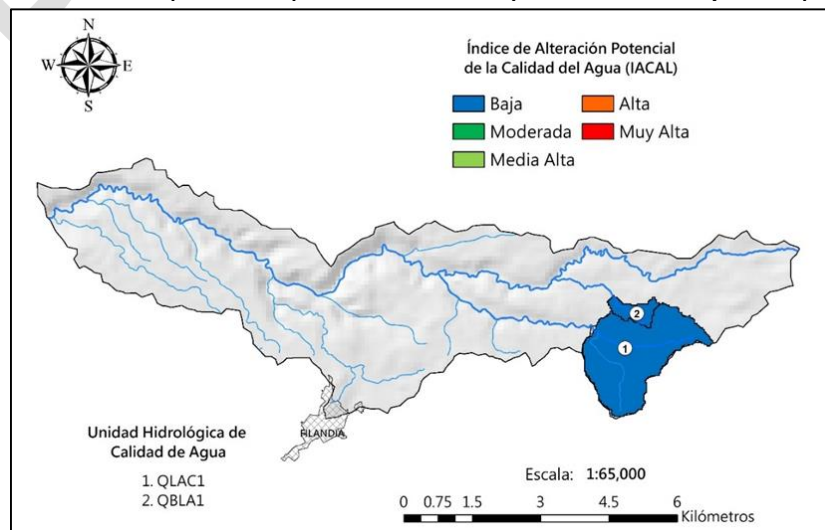 N
W E
S
Índice de Alteración Potencial
de la Calidad del Agua (IACAL)
Baja Alta
Moderada Muy Alta
Media Alta
2
1
FILANDIA
Unidad Hidrológica de
Calidad de Agua
1. QLAC1
2. QBLA1
Escala: 1:65,000
0 0.75 1.5 3 4.5 6
Kilómetros